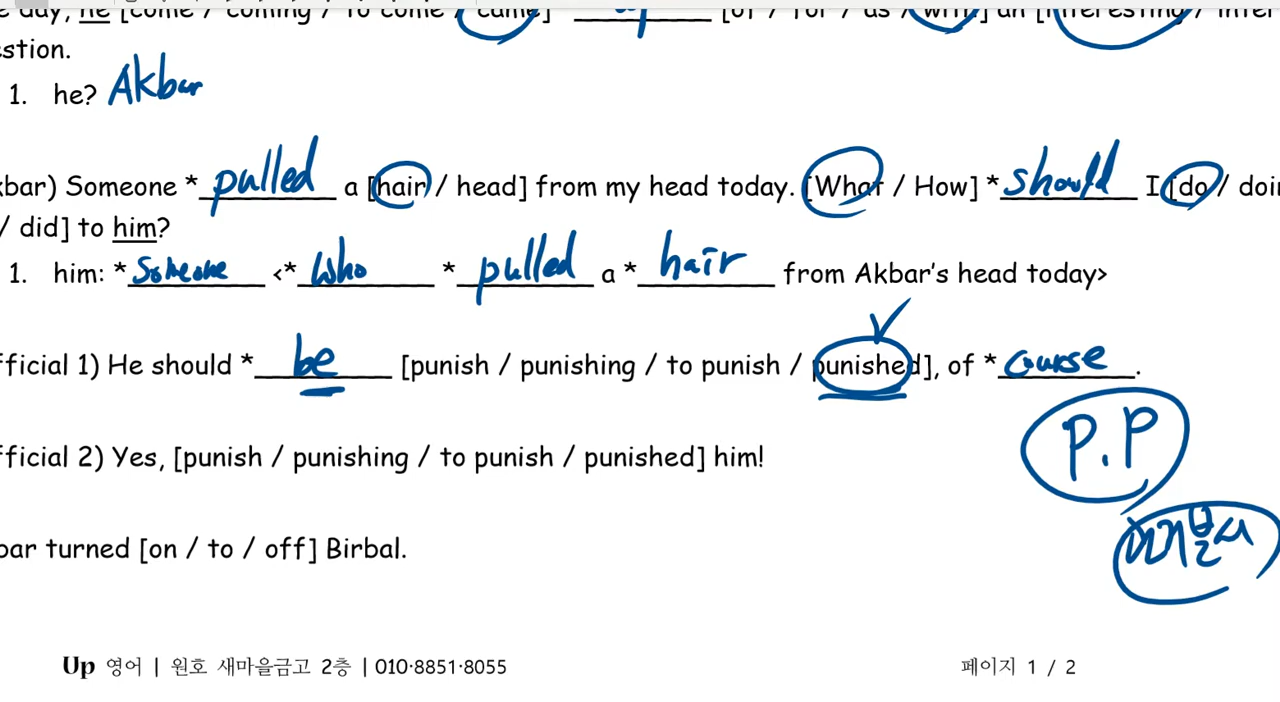 e day, he [come / coming / to come / came] up [of / for / as / with] an [interesting / inter
estion.
1. he? Akbar
kbar) Someone * pulled a [hair / head] from my head today. [What / How] * should I [do / doin
/ did] to him?
1. him: * Someone <* who * pulled a * hair from Akbar's head today>
fficial 1) He should * be [punish / punishing / to punish / punished], of * course.
P.P
fficial 2) Yes, [punish / punishing / to punish / punished] him!
bar turned [on / to / off] Birbal.
Up 영어 | 원호 새마을금고 2층 | 010·8851·8055
페이지 1 / 2